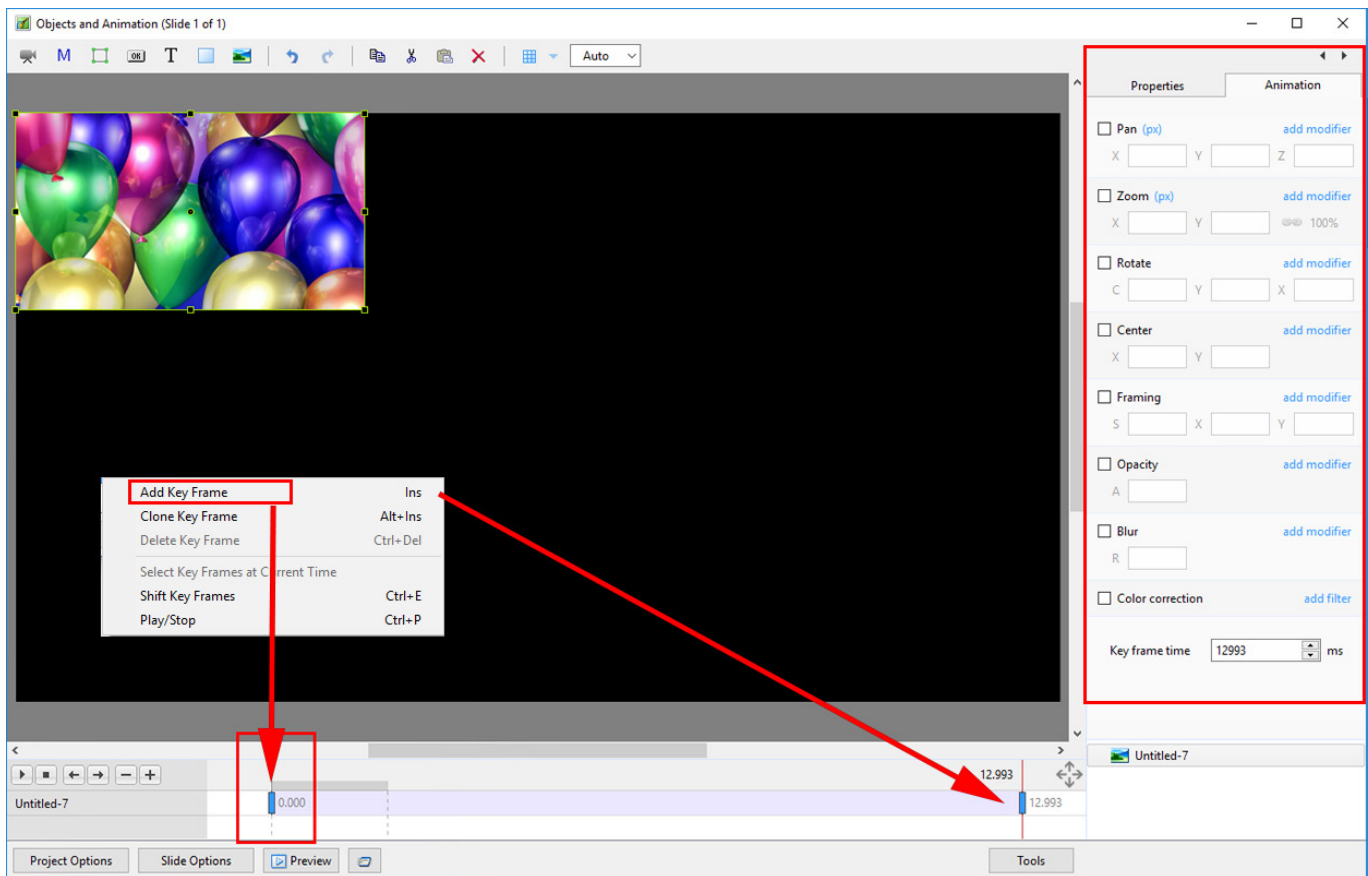 Objects and Animation (Slide 1 of 1)
M OK T Auto
Properties Animation
Pan (px) add modifier
X Y Z
Zoom (px) add modifier
X Y 100%
Rotate add modifier
C Y X
Center add modifier
X Y
Framing add modifier
S X Y
Opacity add modifier
A
Blur add modifier
R
Color correction add filter
Key frame time 12993 ms
Add Key Frame Ins
Clone Key Frame Alt+Ins
Delete Key Frame Ctrl+Del
Select Key Frames at Current Time
Shift Key Frames Ctrl+E
Play/Stop Ctrl+P
Untitled-7
12.993
Untitled-7 0.000 12.993
Project Options Slide Options Preview Tools